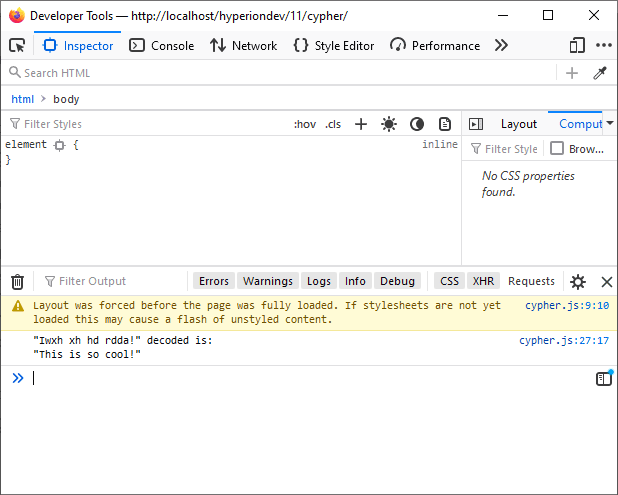 Developer Tools — http://localhost/hyperiondev/11/cypher/
Inspector Console Network Style Editor Performance
Search HTML
html > body
Filter Styles :hov .cls Layout Comput
element { inline
}
Filter Style Brow...
No CSS properties
found.
Filter Output Errors Warnings Logs Info Debug CSS XHR Requests
Layout was forced before the page was fully loaded. If stylesheets are not yet cypher.js:9:10
loaded this may cause a flash of unstyled content.
"Iwxh xh hd rdda!" decoded is: cypher.js:27:17
"This is so cool!"